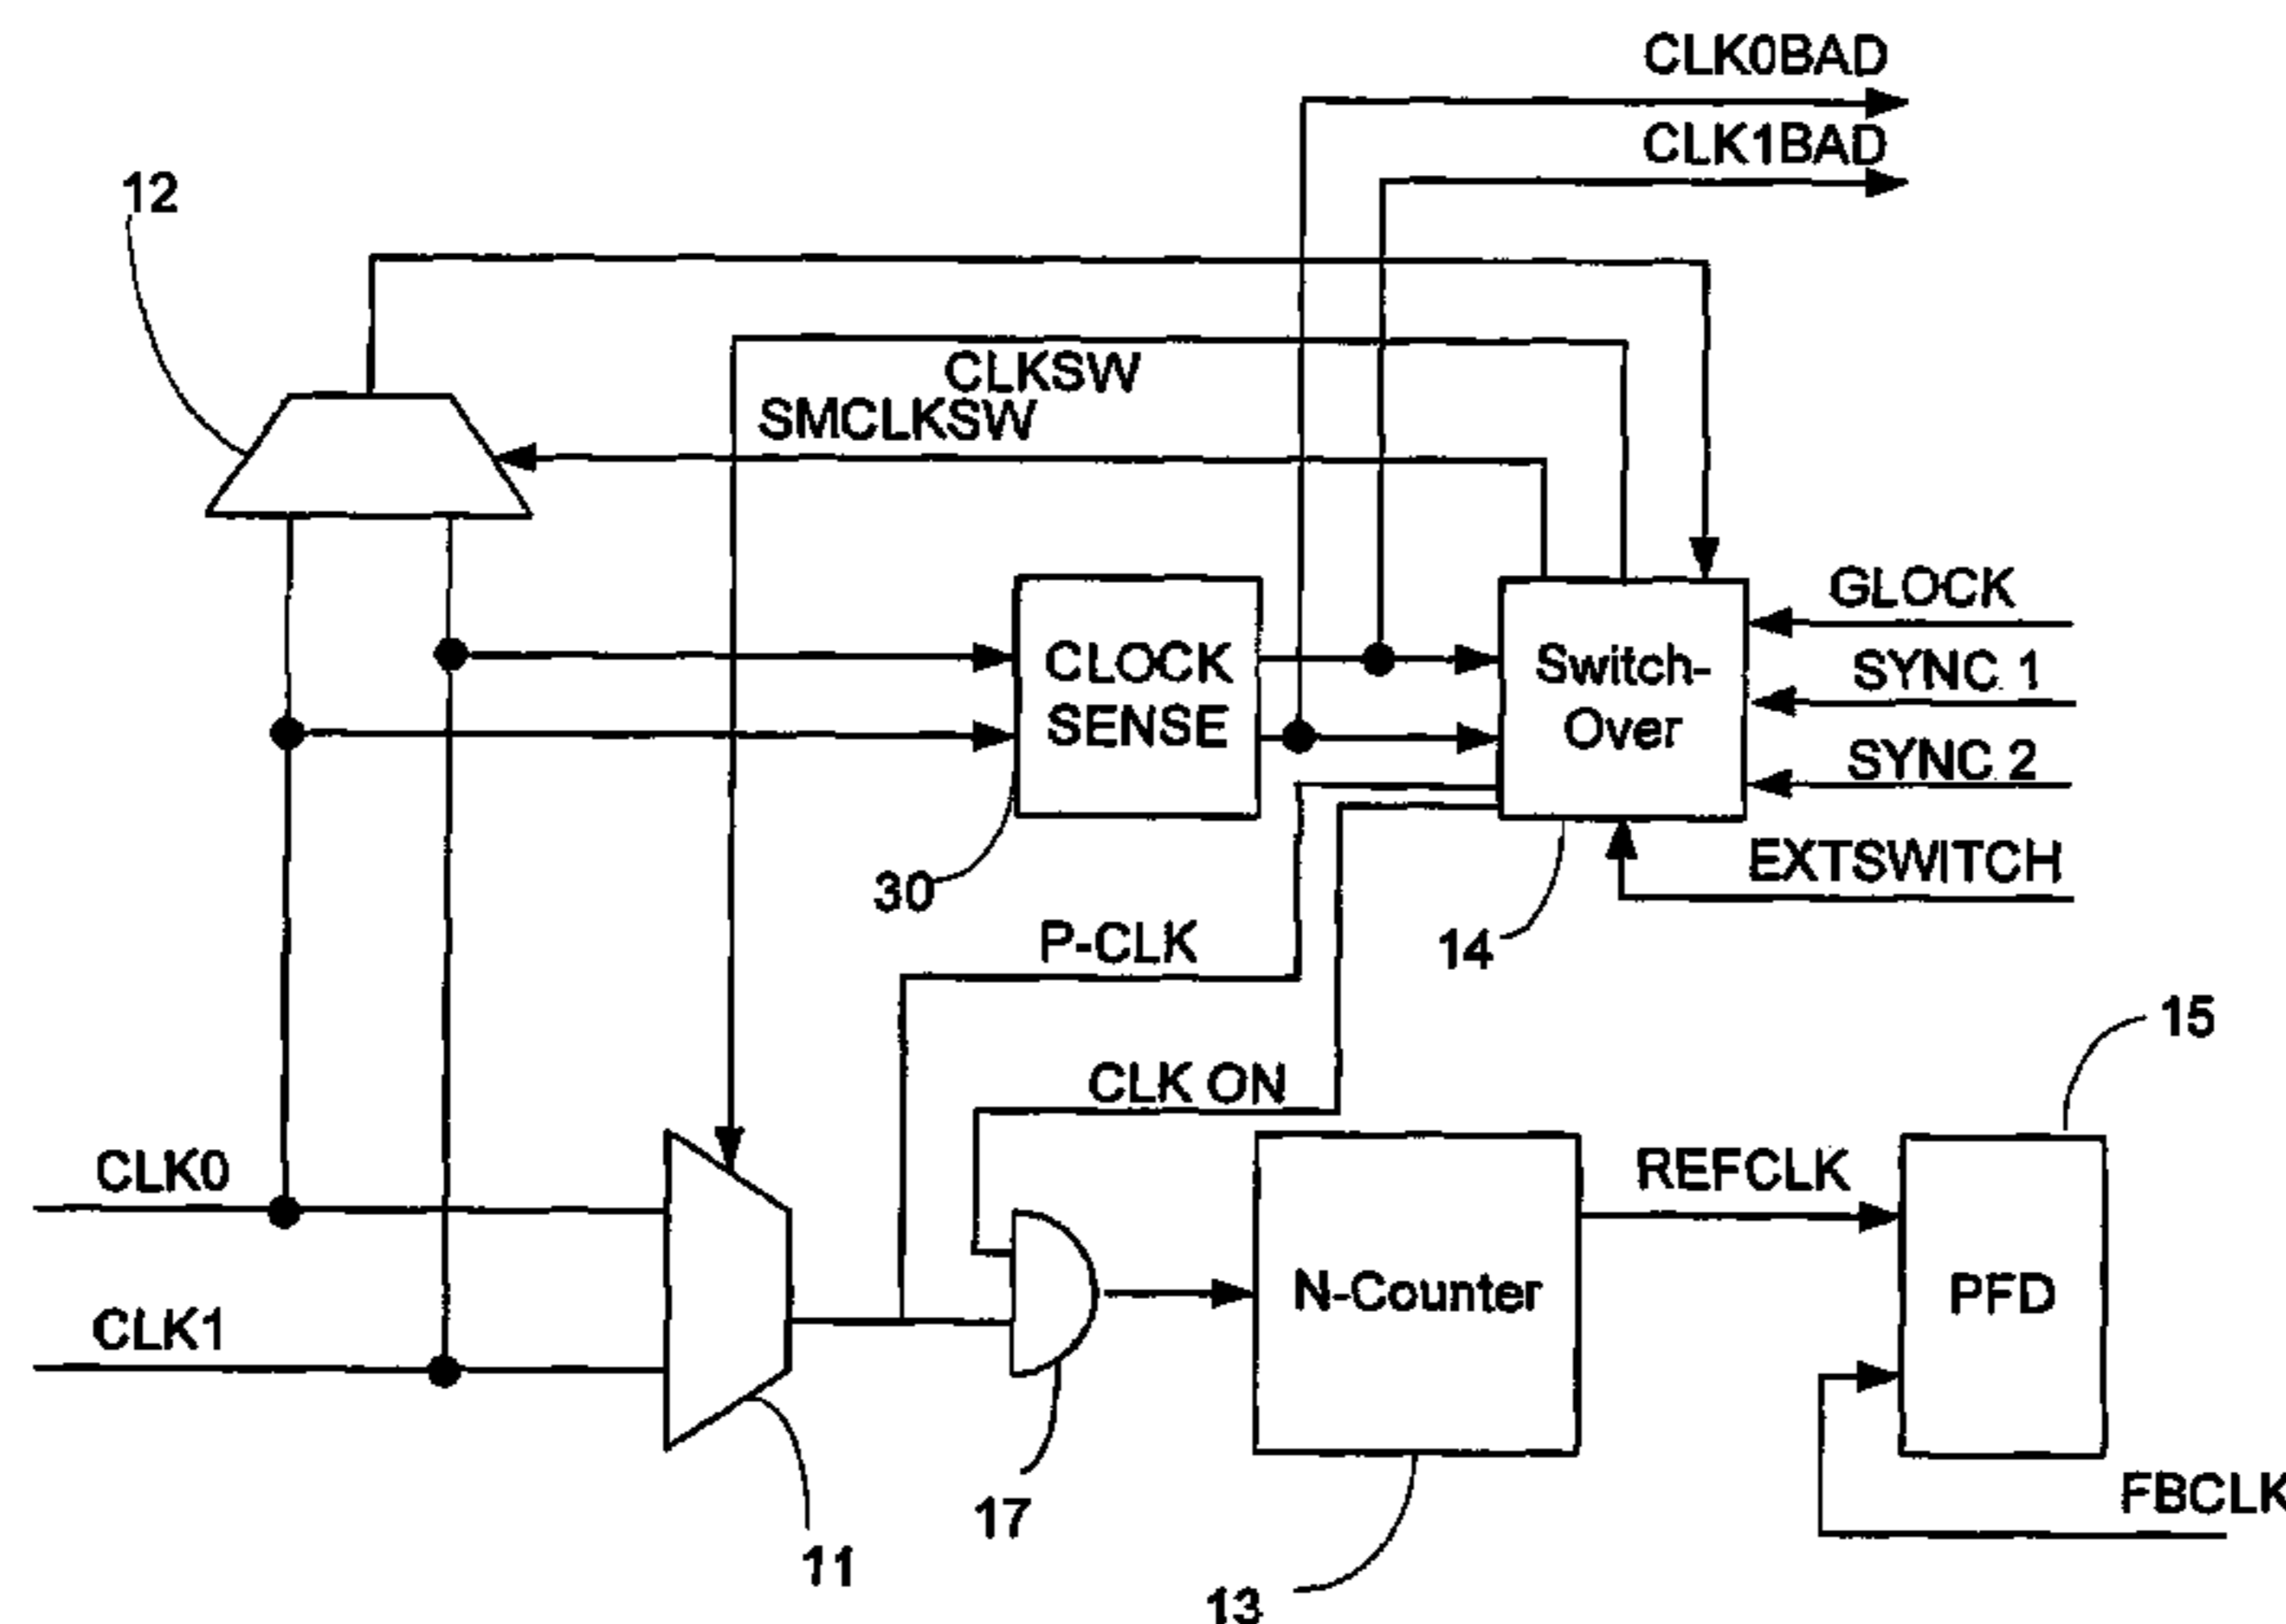 CLK0BAD
CLK1BAD
12
CLKSW
SMCLKSW
GLOCK
CLOCK
SENSE
Switch-
Over
SYNC 1
SYNC 2
EXTSWITCH
30
14
P-CLK
15
CLK ON
CLK0
REFCLK
N-Counter
PFD
CLK1
FBCLK
17
11
13